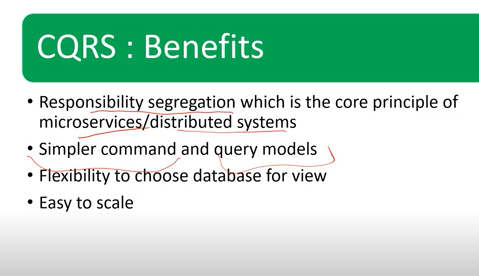 CQRS : Benefits
• Responsibility segregation which is the core principle of
microservices/distributed systems
• Simpler command and query models
• Flexibility to choose database for view
• Easy to scale